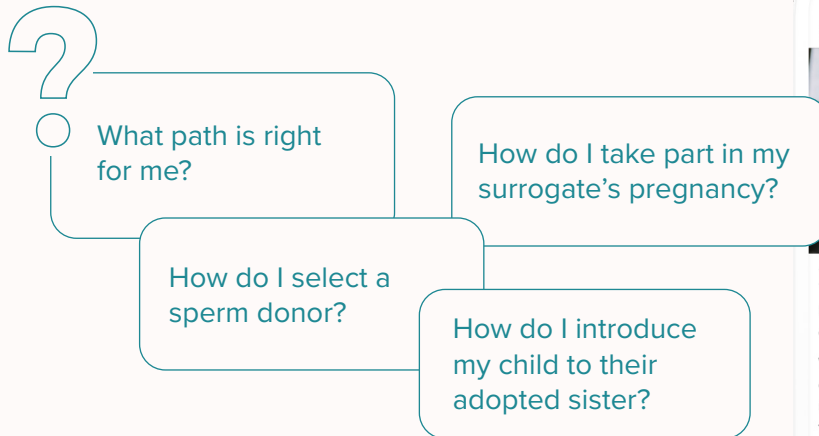 ?
What path is right
for me?
How do I take part in my
surrogate’s pregnancy?
How do I select a
sperm donor?
How do I introduce
my child to their
adopted sister?